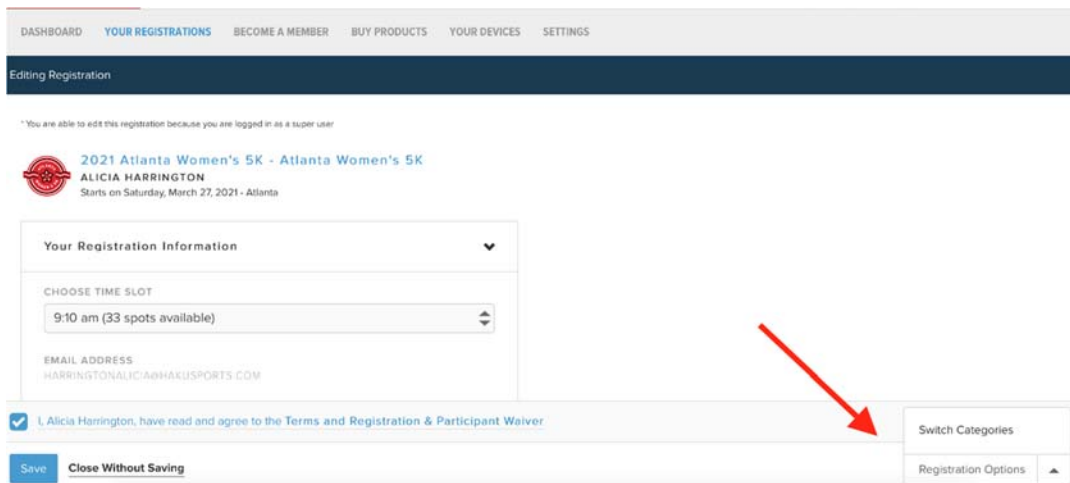 DASHBOARD YOUR REGISTRATIONS BECOME A MEMBER BUY PRODUCTS YOUR DEVICES SETTINGS
Editing Registration
* You are able to edit this registration because you are logged in as a super user
2021 Atlanta Women's 5K - Atlanta Women's 5K
ALICIA HARRINGTON
Starts on Saturday, March 27, 2021 - Atlanta
Your Registration Information
CHOOSE TIME SLOT
9:10 am (33 spots available)
EMAIL ADDRESS
HARRINGTONALICIA@HAKUSPORTS.COM
I, Alicia Harrington, have read and agree to the Terms and Registration & Participant Waiver
Switch Categories
Save Close Without Saving
Registration Options